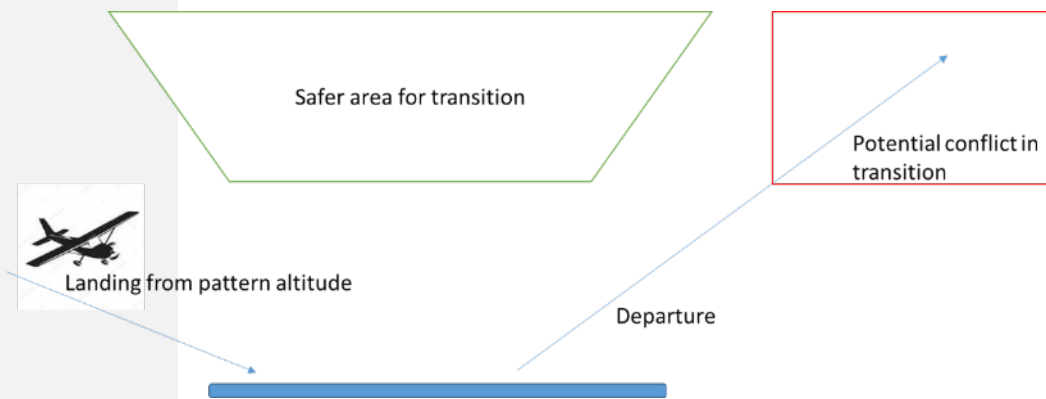 Safer area for transition
Potential conflict in
transition
Landing from pattern altitude
Departure